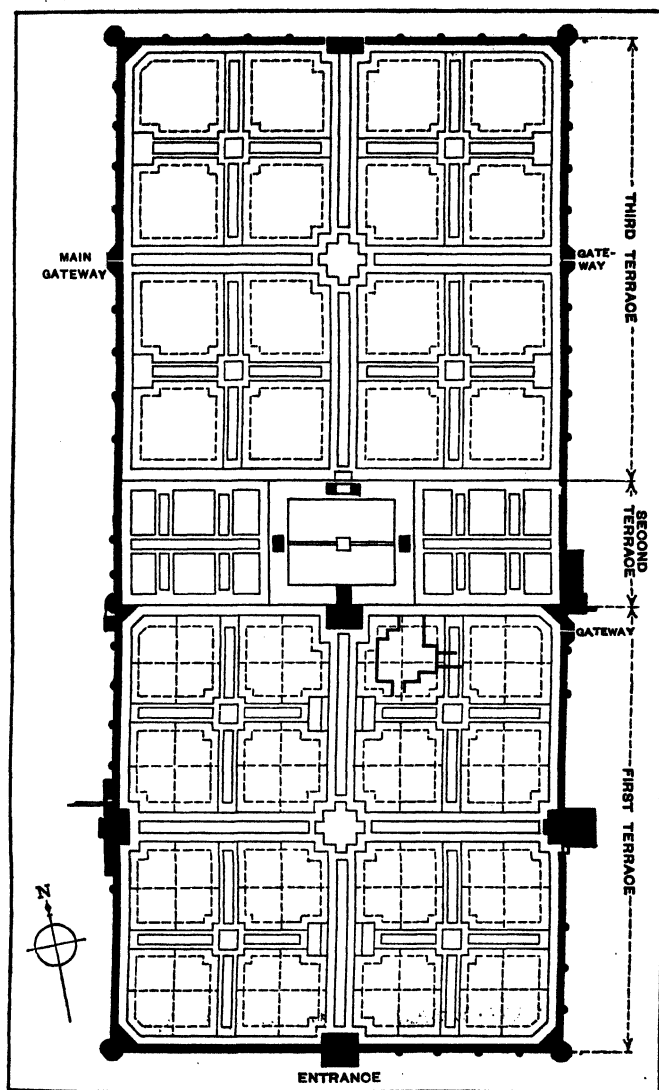 THIRD TERRACE
MAIN
GATEWAY
GATE-
WAY
SECOND
TERRACE
GATEWAY
FIRST TERRACE
N
ENTRANCE